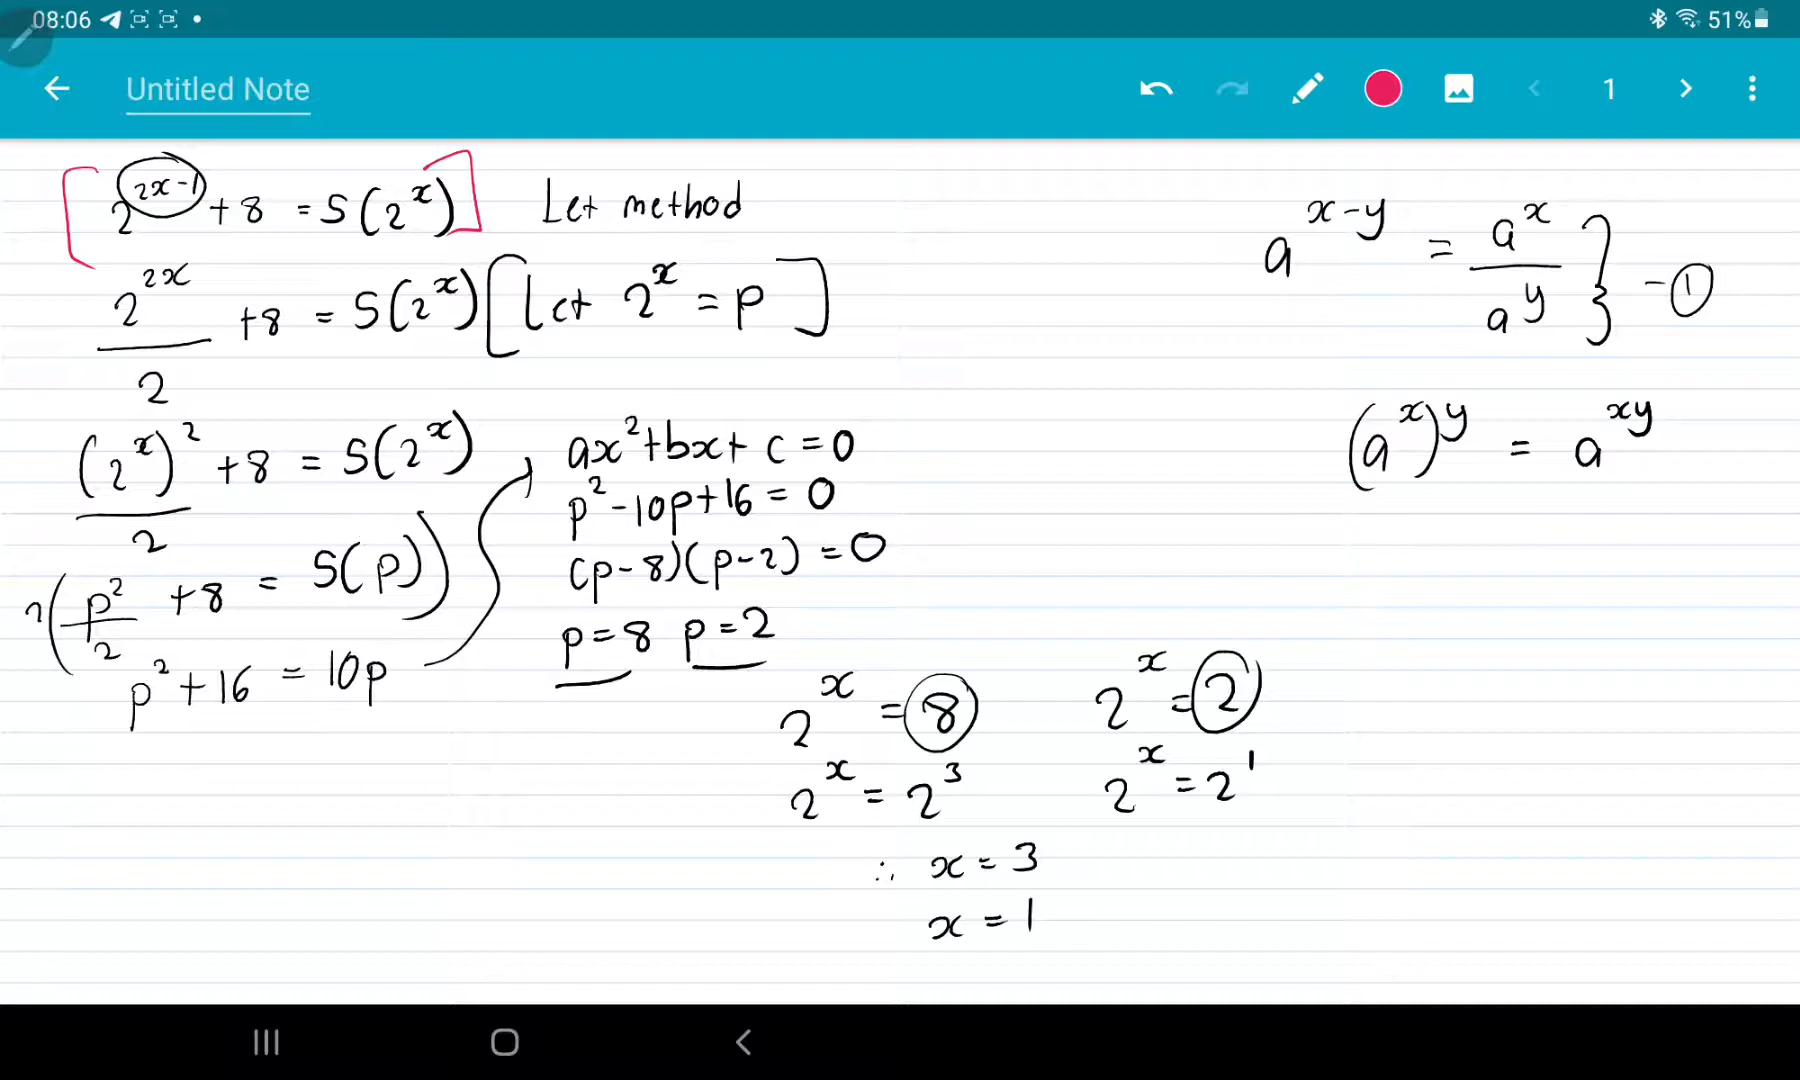 08:06 51%
Untitled Note 1
2^{2x-1} + 8 = 5(2^x) Let method
2^{2x}/2 + 8 = 5(2^x) [Let 2^x = p]
(2^x)^2/2 + 8 = 5(2^x)
2(p^2/2 + 8 = 5(p))
p^2 + 16 = 10p
ax^2 + bx + c = 0
p^2 - 10p + 16 = 0
(p - 8)(p - 2) = 0
p = 8 p = 2
2^x = 8 2^x = 2
2^x = 2^3 2^x = 2^1
∴ x = 3
x = 1
a^{x-y} = a^x/a^y } - ①
(a^x)^y = a^{xy}